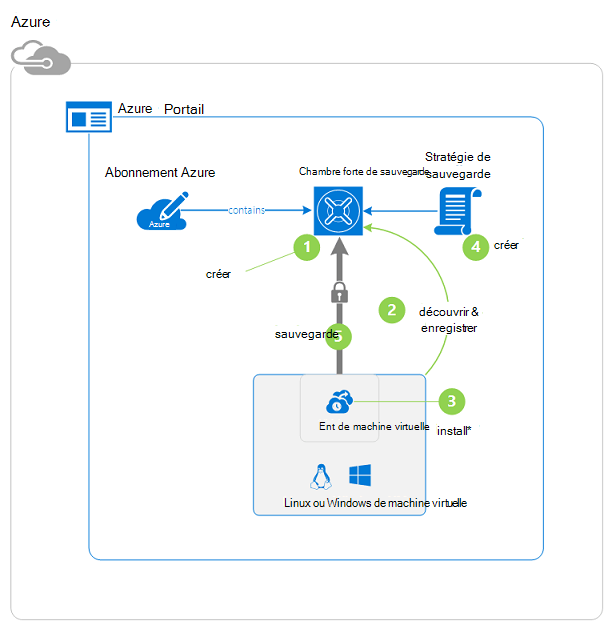 Azure
Azure Portail
Abonnement Azure
Chambre forte de sauvegarde
Stratégie de
sauvegarde
Azure
contains
1
4
créer
créer
2
découvrir &
enregistrer
sauvegarde
5
3
Ent de machine virtuelle
install*
Linux ou Windows de machine virtuelle